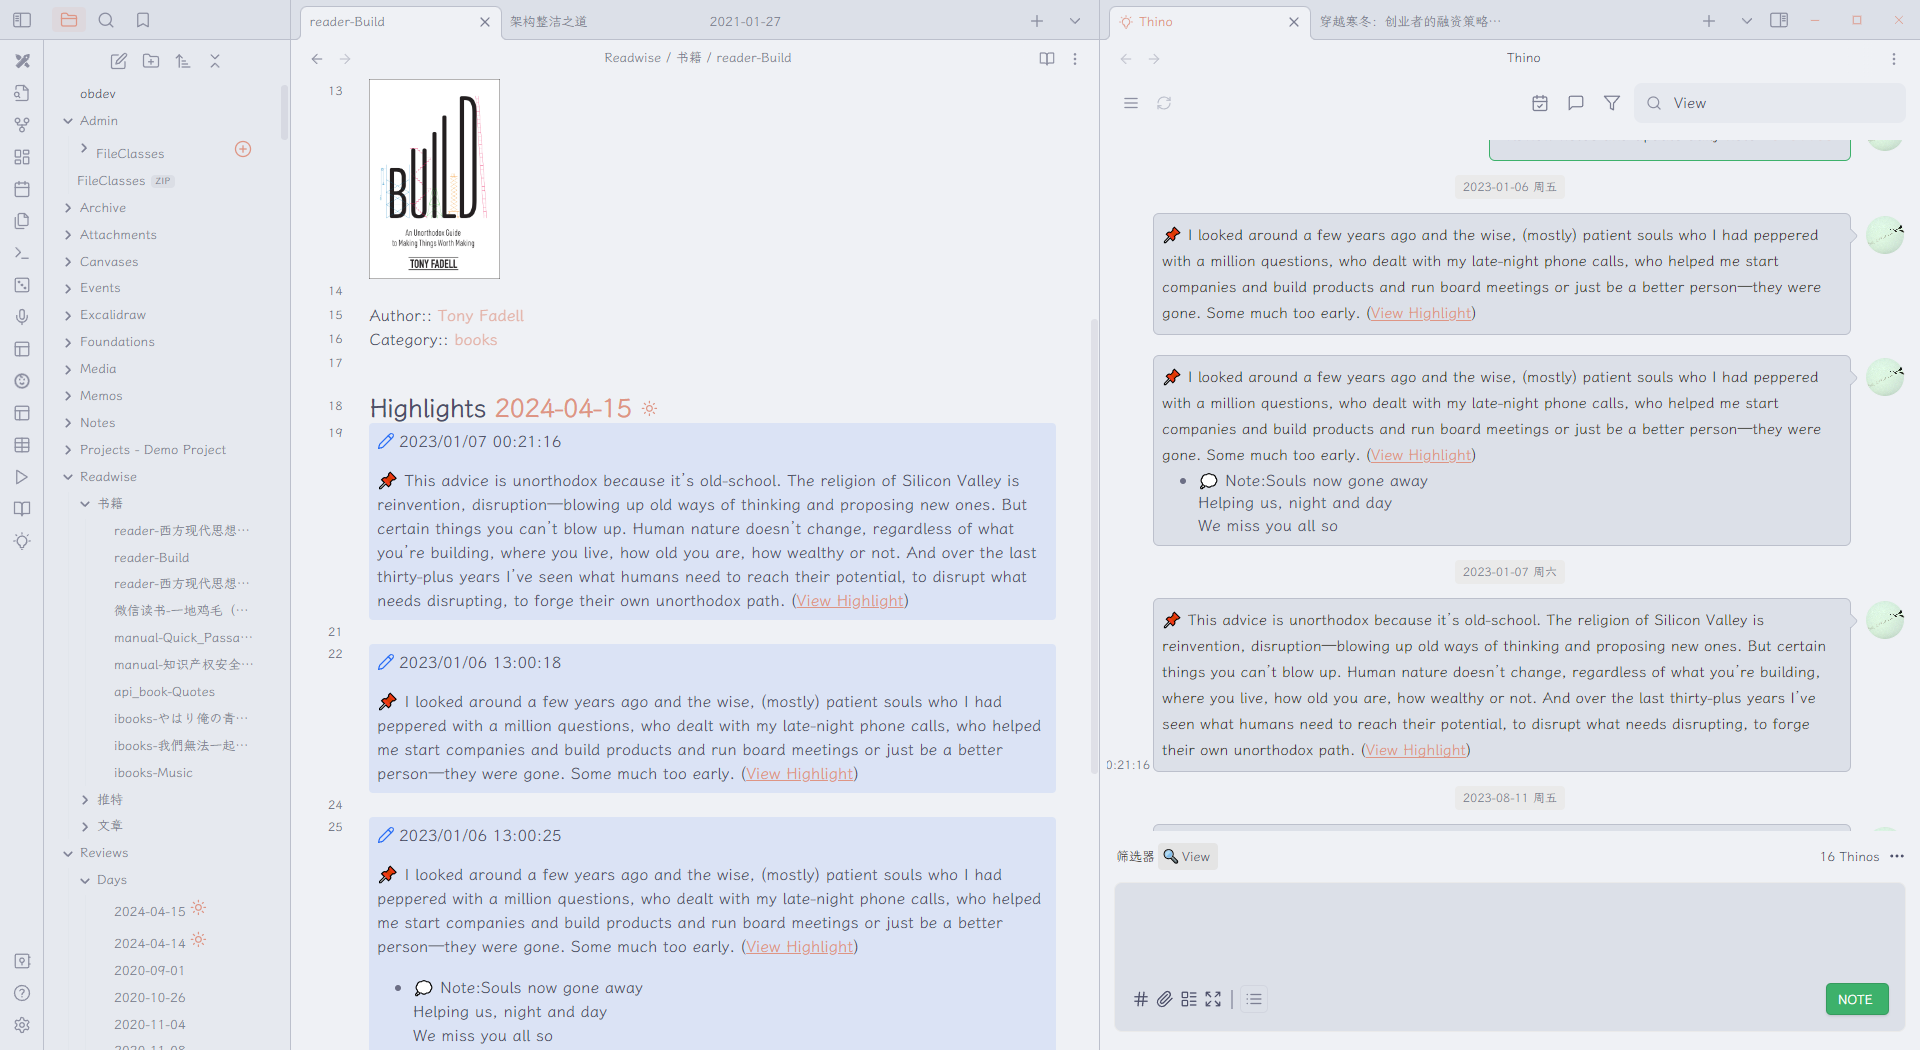 reader-Build
架构整洁之道
2021-01-27
Thino
穿越寒冬：创业者的融资策略…
obdev
Admin
FileClasses
FileClasses ZIP
Archive
Attachments
Canvases
Events
Excalidraw
Foundations
Media
Memos
Notes
Projects - Demo Project
Readwise
书籍
reader-西方现代思想…
reader-Build
reader-西方现代思想…
微信读书-一地鸡毛（…
manual-Quick_Passa…
manual-知识产权安全…
api_book-Quotes
ibooks-やはり俺の青…
ibooks-我們無法一起…
ibooks-Music
推特
文章
Reviews
Days
2024-04-15
2024-04-14
2020-09-01
2020-10-26
2020-11-04
Readwise / 书籍 / reader-Build
13
BUILD
An Unorthodox Guide
to Making Things Worth Making
TONY FADELL
14
15
Author:: Tony Fadell
16
Category:: books
17
18
Highlights 2024-04-15
19
2023/01/07 00:21:16
📌 This advice is unorthodox because it's old-school. The religion of Silicon Valley is
reinvention, disruption—blowing up old ways of thinking and proposing new ones. But
certain things you can't blow up. Human nature doesn't change, regardless of what
you're building, where you live, how old you are, how wealthy or not. And over the last
thirty-plus years I've seen what humans need to reach their potential, to disrupt what
needs disrupting, to forge their own unorthodox path. (View Highlight)
21
22
2023/01/06 13:00:18
📌 I looked around a few years ago and the wise, (mostly) patient souls who I had
peppered with a million questions, who dealt with my late-night phone calls, who helped
me start companies and build products and run board meetings or just be a better
person—they were gone. Some much too early. (View Highlight)
24
25
2023/01/06 13:00:25
📌 I looked around a few years ago and the wise, (mostly) patient souls who I had
peppered with a million questions, who dealt with my late-night phone calls, who helped
me start companies and build products and run board meetings or just be a better
person—they were gone. Some much too early. (View Highlight)
• 💭 Note:Souls now gone away
Helping us, night and day
We miss you all so
Thino
View
2023-01-06 周五
📌 I looked around a few years ago and the wise, (mostly) patient souls who I had peppered
with a million questions, who dealt with my late-night phone calls, who helped me start
companies and build products and run board meetings or just be a better person—they were
gone. Some much too early. (View Highlight)
📌 I looked around a few years ago and the wise, (mostly) patient souls who I had peppered
with a million questions, who dealt with my late-night phone calls, who helped me start
companies and build products and run board meetings or just be a better person—they were
gone. Some much too early. (View Highlight)
• 💭 Note:Souls now gone away
Helping us, night and day
We miss you all so
2023-01-07 周六
📌 This advice is unorthodox because it's old-school. The religion of Silicon Valley is
reinvention, disruption—blowing up old ways of thinking and proposing new ones. But certain
things you can't blow up. Human nature doesn't change, regardless of what you're building,
where you live, how old you are, how wealthy or not. And over the last thirty-plus years I've
seen what humans need to reach their potential, to disrupt what needs disrupting, to forge
their own unorthodox path. (View Highlight)
0:21:16
2023-08-11 周五
筛选器 🔍 View
16 Thinos
NOTE